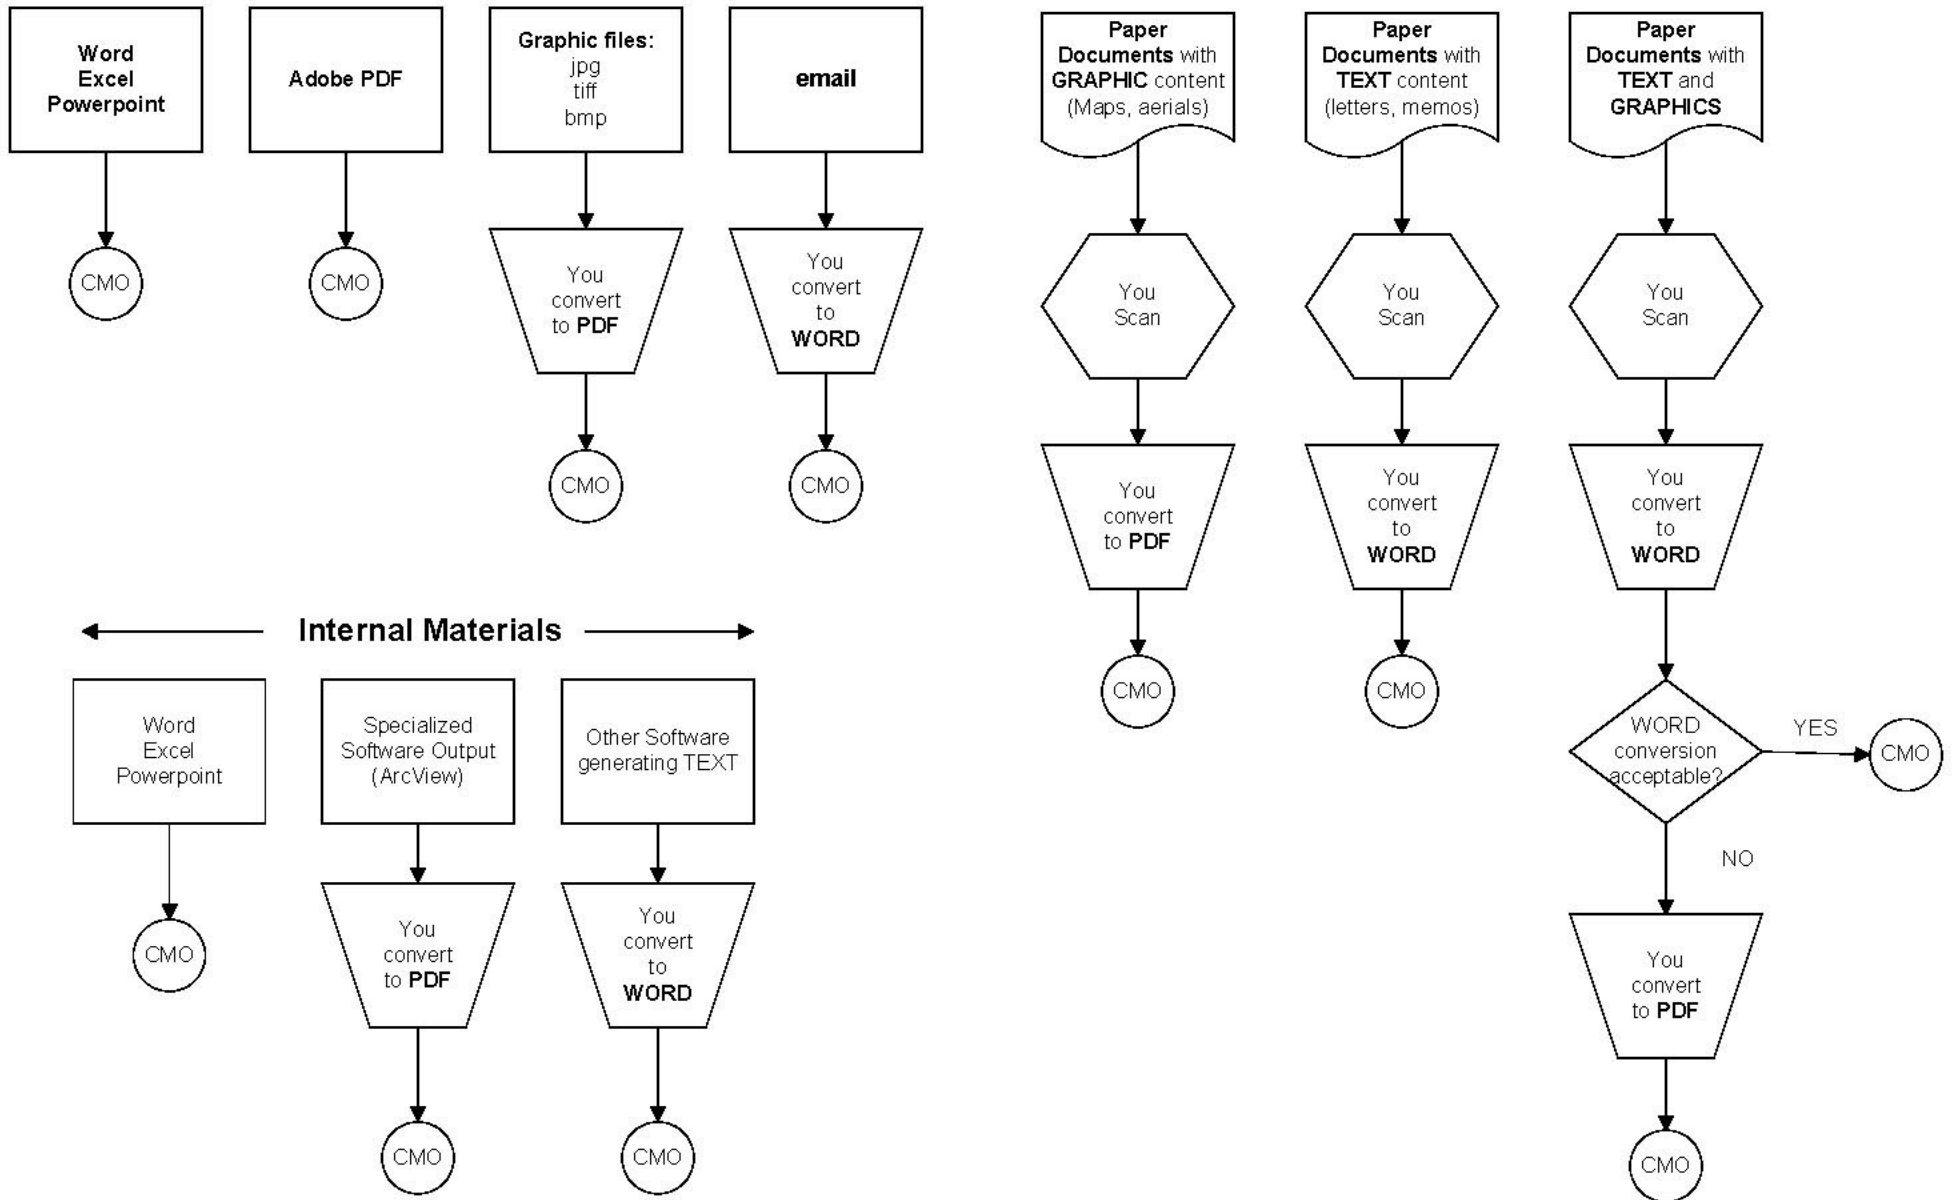 Word
Excel
Powerpoint
CMO
Adobe PDF
CMO
Graphic files:
jpg
tiff
bmp
You
convert
to PDF
CMO
email
You
convert
to
WORD
CMO
Paper
Documents with
GRAPHIC content
(Maps, aerials)
You
Scan
You
convert
to PDF
CMO
Paper
Documents with
TEXT content
(letters, memos)
You
Scan
You
convert
to
WORD
CMO
Paper
Documents with
TEXT and
GRAPHICS
You
Scan
You
convert
to
WORD
WORD
conversion
acceptable?
YES
CMO
NO
You
convert
to PDF
CMO
Internal Materials
Word
Excel
Powerpoint
CMO
Specialized
Software Output
(ArcView)
You
convert
to PDF
CMO
Other Software
generating TEXT
You
convert
to
WORD
CMO